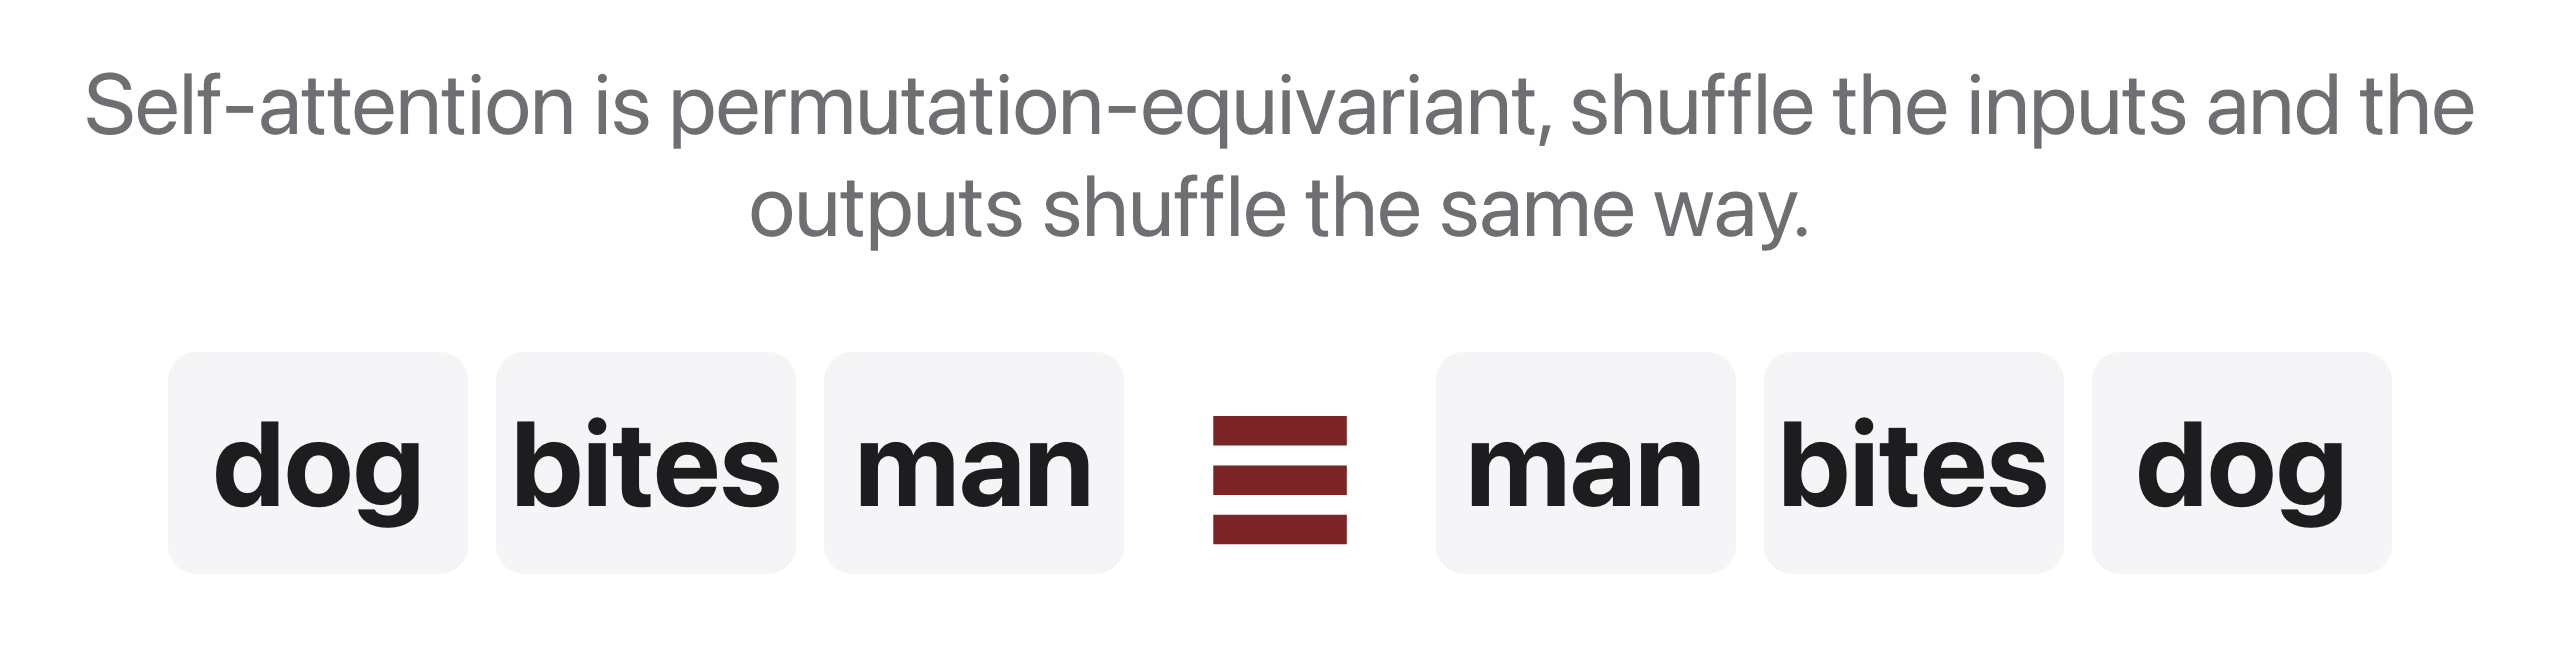 Self-attention is permutation-equivariant, shuffle the inputs and the
outputs shuffle the same way.
dog bites man ≡ man bites dog